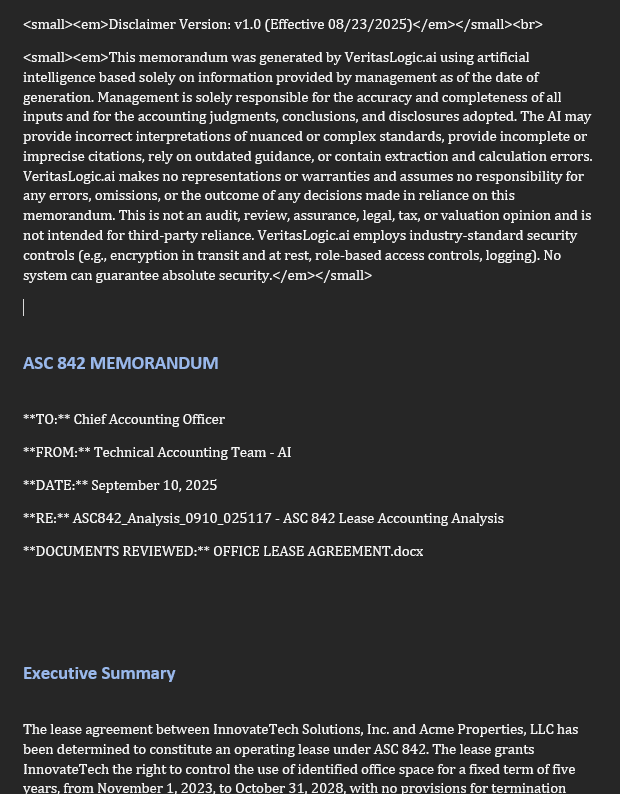 <small><em>Disclaimer Version: v1.0 (Effective 08/23/2025)</em></small><br>
<small><em>This memorandum was generated by VeritasLogic.ai using artificial
intelligence based solely on information provided by management as of the date of
generation. Management is solely responsible for the accuracy and completeness of all
inputs and for the accounting judgments, conclusions, and disclosures adopted. The AI may
provide incorrect interpretations of nuanced or complex standards, provide incomplete or
imprecise citations, rely on outdated guidance, or contain extraction and calculation errors.
VeritasLogic.ai makes no representations or warranties and assumes no responsibility for
any errors, omissions, or the outcome of any decisions made in reliance on this
memorandum. This is not an audit, review, assurance, legal, tax, or valuation opinion and is
not intended for third-party reliance. VeritasLogic.ai employs industry-standard security
controls (e.g., encryption in transit and at rest, role-based access controls, logging). No
system can guarantee absolute security.</em></small>
ASC 842 MEMORANDUM
**TO:** Chief Accounting Officer
**FROM:** Technical Accounting Team - AI
**DATE:** September 10, 2025
**RE:** ASC842_Analysis_0910_025117 - ASC 842 Lease Accounting Analysis
**DOCUMENTS REVIEWED:** OFFICE LEASE AGREEMENT.docx
Executive Summary
The lease agreement between InnovateTech Solutions, Inc. and Acme Properties, LLC has
been determined to constitute an operating lease under ASC 842. The lease grants
InnovateTech the right to control the use of identified office space for a fixed term of five
years, from November 1, 2023, to October 31, 2028, with no provisions for termination